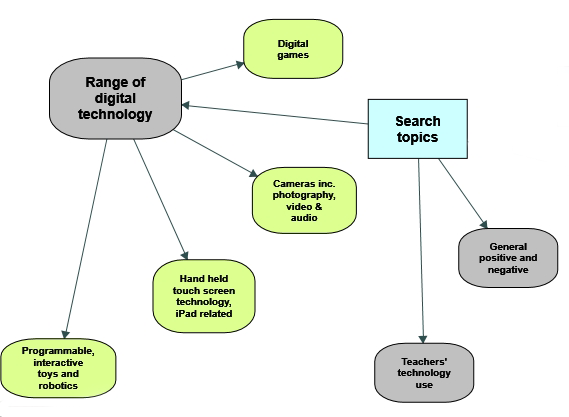 Digital
games
Range of
digital
technology
Search
topics
Cameras inc.
photography,
video &
audio
General
positive and
negative
Hand held
touch screen
technology,
iPad related
Programmable,
interactive
toys and
robotics
Teachers'
technology
use